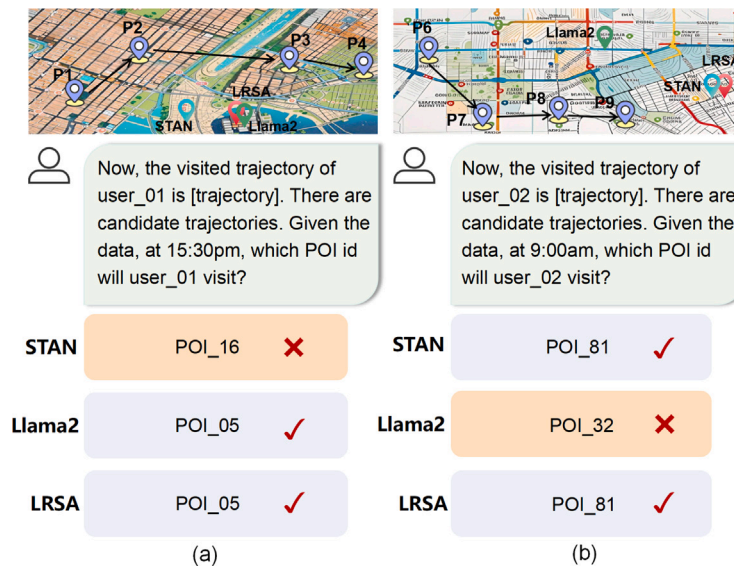 P1
P2
P3
P4
STAN
LRSA
Llama2
P6
P7
P8
P9
Llama2
LRSA
STAN
Now, the visited trajectory of
user_01 is [trajectory]. There are
candidate trajectories. Given the
data, at 15:30pm, which POI id
will user_01 visit?
Now, the visited trajectory of
user_02 is [trajectory]. There are
candidate trajectories. Given the
data, at 9:00am, which POI id
will user_02 visit?
STAN
POI_16
Llama2
POI_05
LRSA
POI_05
(a)
STAN
POI_81
Llama2
POI_32
LRSA
POI_81
(b)